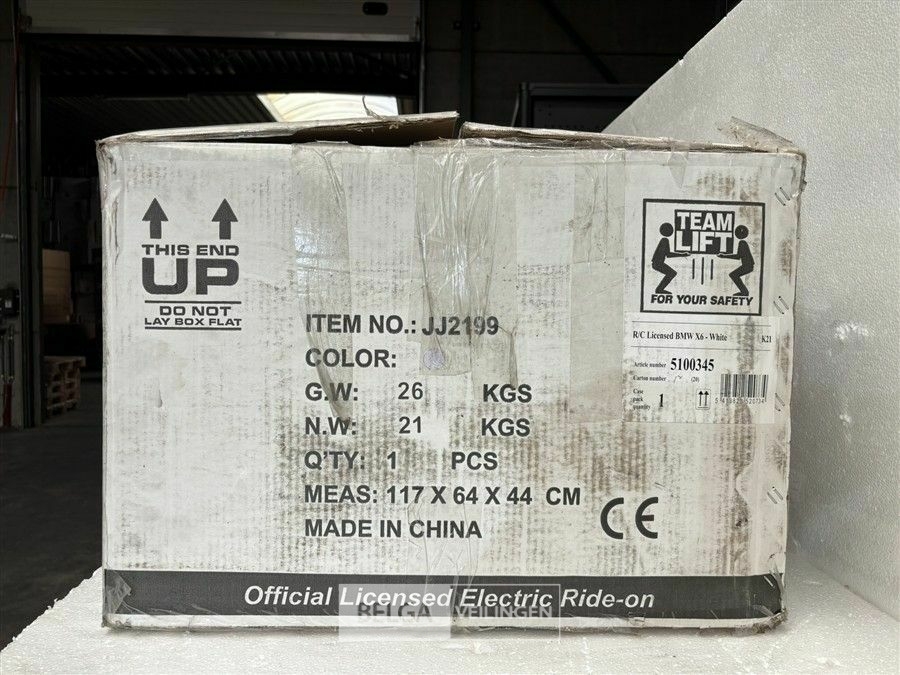 THIS END
UP
DO NOT
LAY BOX FLAT
TEAM
LIFT
FOR YOUR SAFETY
R/C Licensed BMW X6 - White K21
Article number 5100345
Carton number (20)
Case
pack
quantity 1
ITEM NO.: JJ2199
COLOR:
G.W: 26 KGS
N.W: 21 KGS
Q'TY: 1 PCS
MEAS: 117 X 64 X 44 CM
MADE IN CHINA
CE
Official Licensed Electric Ride-on
BELGA VEILINGEN